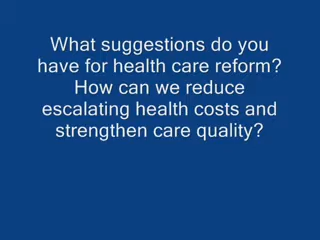 What suggestions do you
have for health care reform?
How can we reduce
escalating health costs and
strengthen care quality?